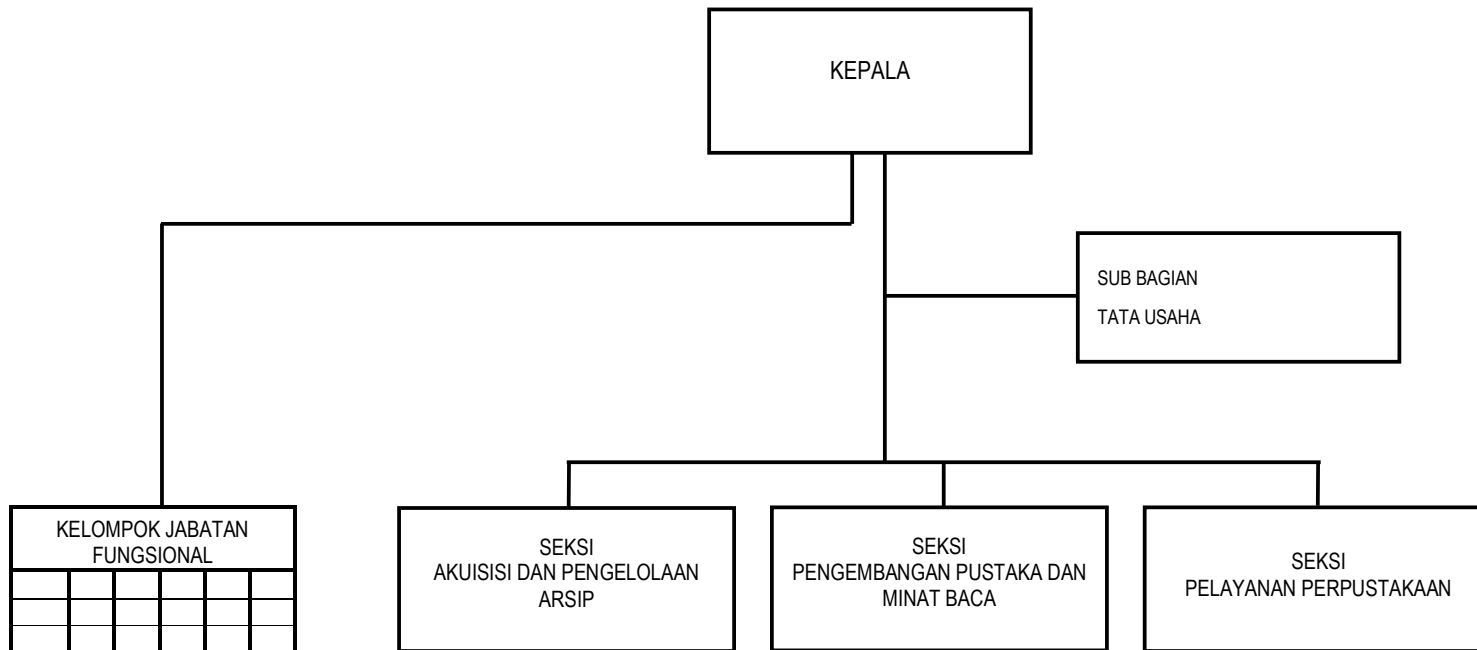 KEPALA
SUB BAGIAN
TATA USAHA
KELOMPOK JABATAN
FUNGSIONAL
SEKSI
AKUISISI DAN PENGELOLAAN
ARSIP
SEKSI
PENGEMBANGAN PUSTAKA DAN
MINAT BACA
SEKSI
PELAYANAN PERPUSTAKAAN